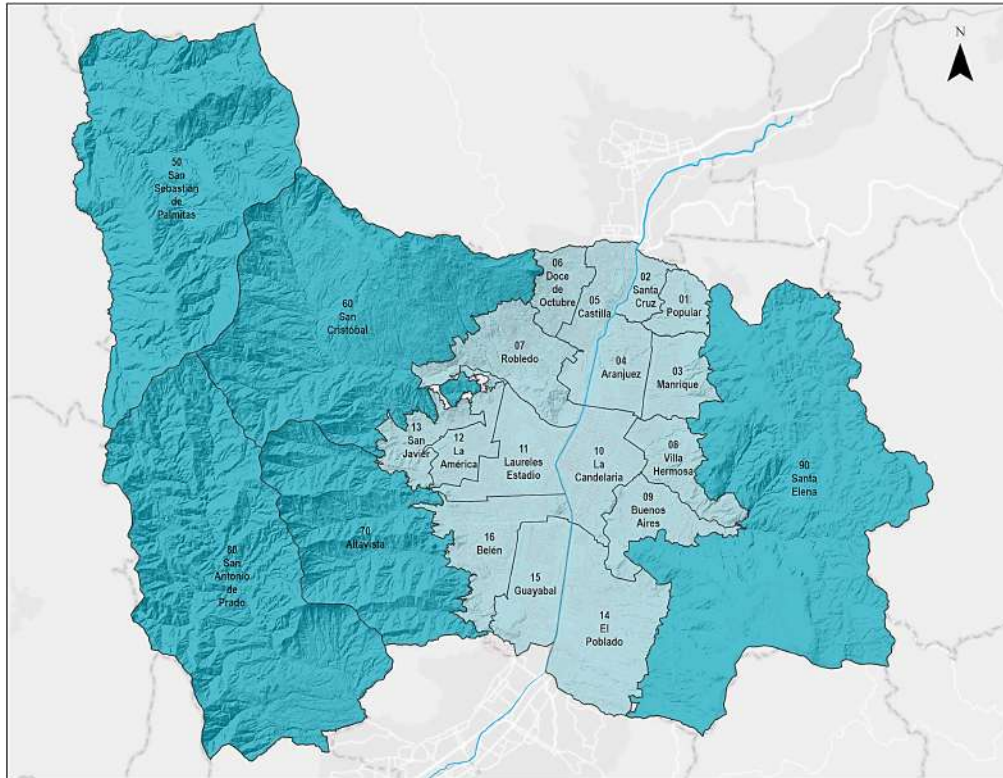 N
50
San
Sebastián
de
Palmitas
60
San
Cristóbal
06
Doce
de
Octubre
05
Castilla
02
Santa
Cruz
01
Popular
07
Robledo
04
Aranjuez
03
Manrique
13
San
Javier
12
La
América
11
Laureles
Estadio
10
La
Candelaria
08
Villa
Hermosa
90
Santa
Elena
09
Buenos
Aires
70
Altavista
16
Belén
80
San
Antonio
de
Prado
15
Guayabal
14
El
Poblado